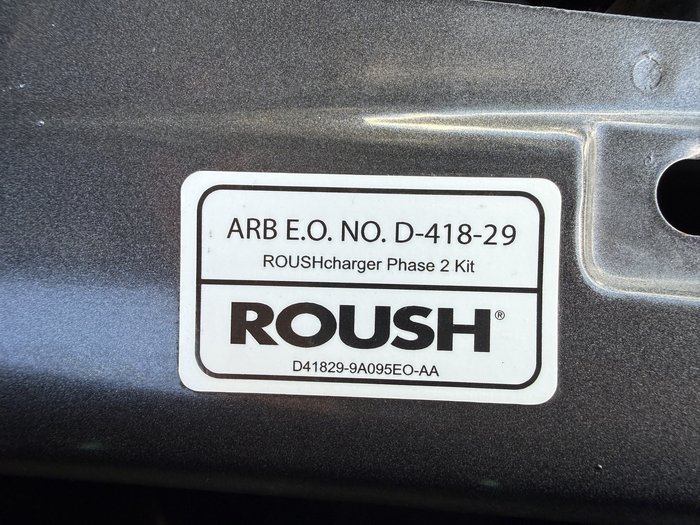 ARB E.O. NO. D-418-29
ROUSHcharger Phase 2 Kit
ROUSH®
D41829-9A095EO-AA